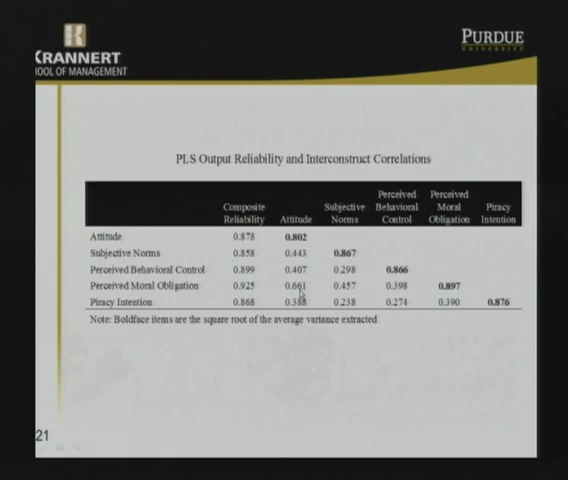 KRANNERT
OOL OF MANAGEMENT
PURDUE
UNIVERSITY
PLS Output Reliability and Interconstruct Correlations
Composite Reliability Attitude Subjective Norms Perceived Behavioral Control Perceived Moral Obligation Piracy Intention
Attitude 0.878 0.802
Subjective Norms 0.858 0.443 0.867
Perceived Behavioral Control 0.899 0.407 0.298 0.866
Perceived Moral Obligation 0.925 0.661 0.457 0.398 0.897
Piracy Intention 0.868 0.388 0.238 0.274 0.390 0.876
Note: Boldface items are the square root of the average variance extracted
21